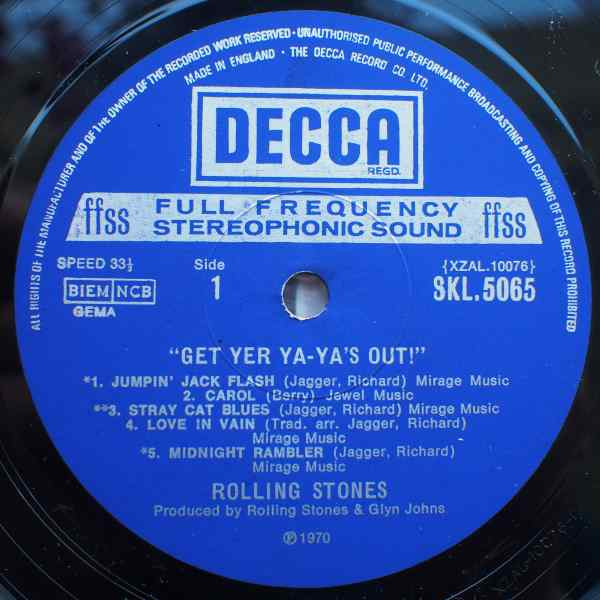 ALL RIGHTS OF THE MANUFACTURER AND OF THE OWNER OF THE RECORDED WORK RESERVED · UNAUTHORISED PUBLIC PERFORMANCE BROADCASTING AND COPYING OF THIS RECORD PROHIBITED
MADE IN ENGLAND · THE DECCA RECORD CO. LTD.
DECCA
REGD.
ffss FULL FREQUENCY STEREOPHONIC SOUND ffss
SPEED 33⅓ Side 1 {XZAL.10076}
BIEM NCB SKL.5065
GEMA
"GET YER YA-YA'S OUT!"
*1. JUMPIN' JACK FLASH (Jagger, Richard) Mirage Music
2. CAROL (Berry) Jewel Music
**3. STRAY CAT BLUES (Jagger, Richard) Mirage Music
4. LOVE IN VAIN (Trad. arr. Jagger, Richard)
Mirage Music
*5. MIDNIGHT RAMBLER (Jagger, Richard)
Mirage Music
ROLLING STONES
Produced by Rolling Stones & Glyn Johns
℗1970